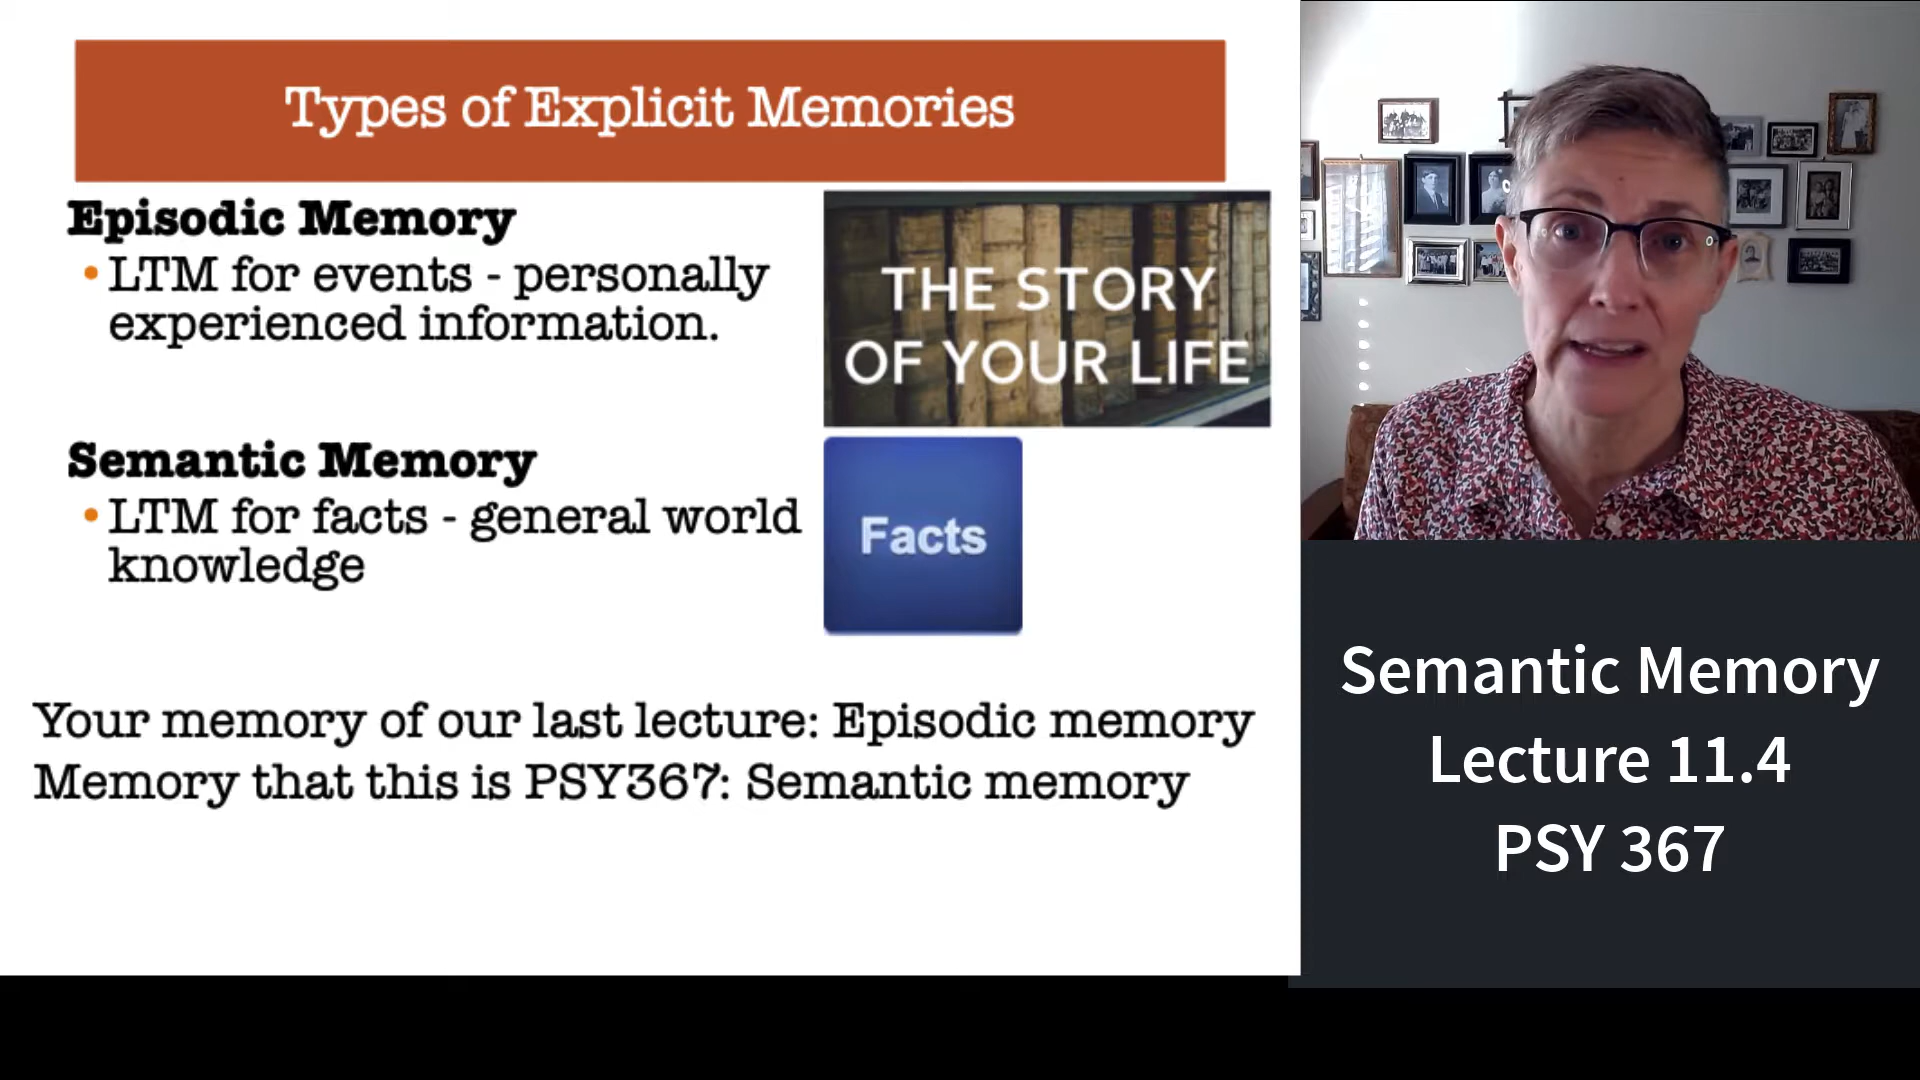 Types of Explicit Memories
Episodic Memory
•LTM for events - personally
experienced information.
THE STORY
OF YOUR LIFE
Semantic Memory
•LTM for facts - general world
knowledge
Facts
Your memory of our last lecture: Episodic memory
Memory that this is PSY367: Semantic memory
Semantic Memory
Lecture 11.4
PSY 367